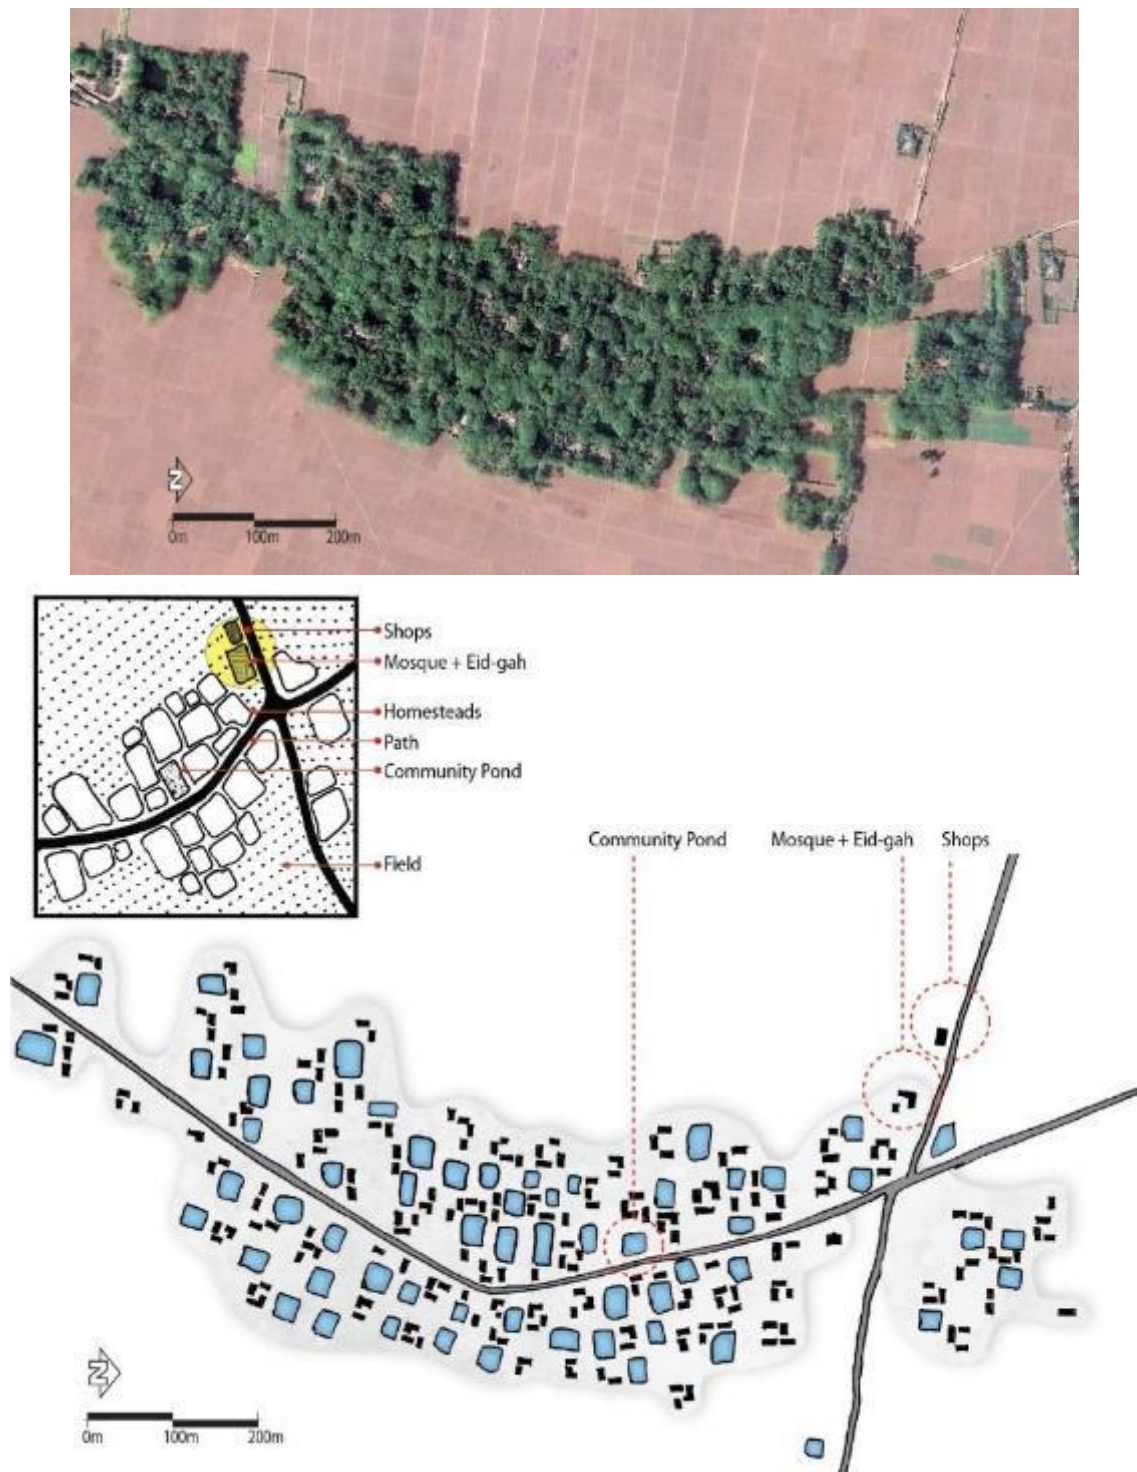 N
0m 100m 200m
Shops
Mosque + Eid-gah
Homesteads
Path
Community Pond
Field
Community Pond Mosque + Eid-gah Shops
N
0m 100m 200m